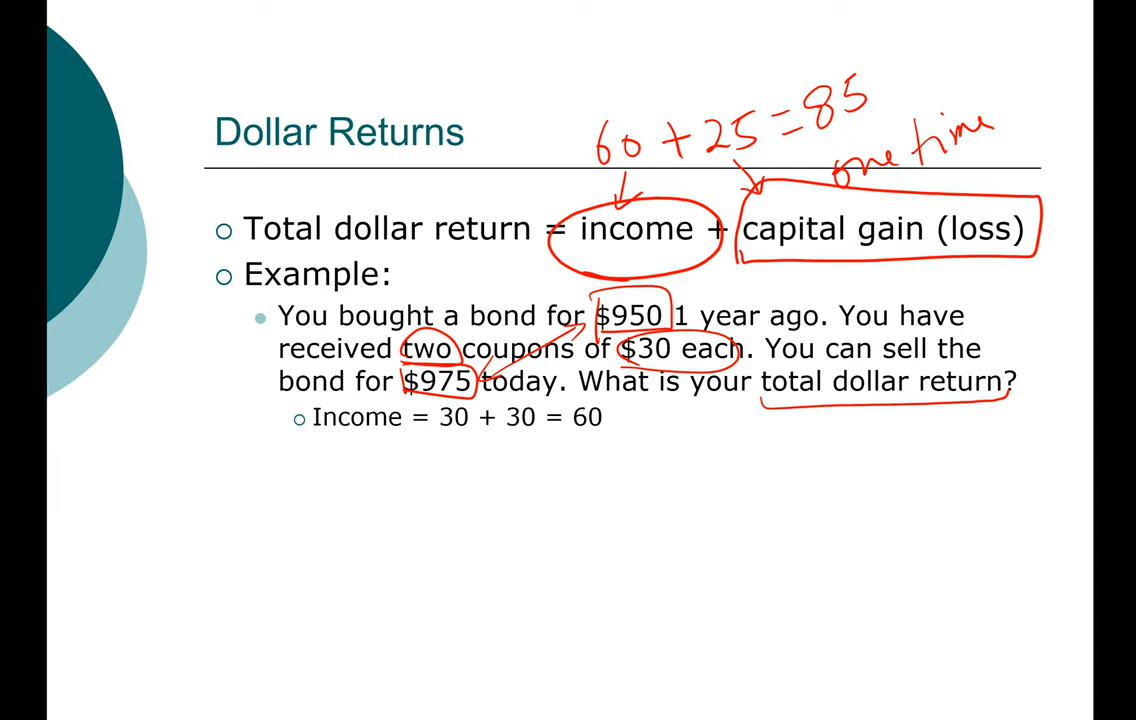 60 + 25 = 85
Dollar Returns
one time
Total dollar return = income + capital gain (loss)
Example:
You bought a bond for $950 1 year ago. You have
received two coupons of $30 each. You can sell the
bond for $975 today. What is your total dollar return?
Income = 30 + 30 = 60